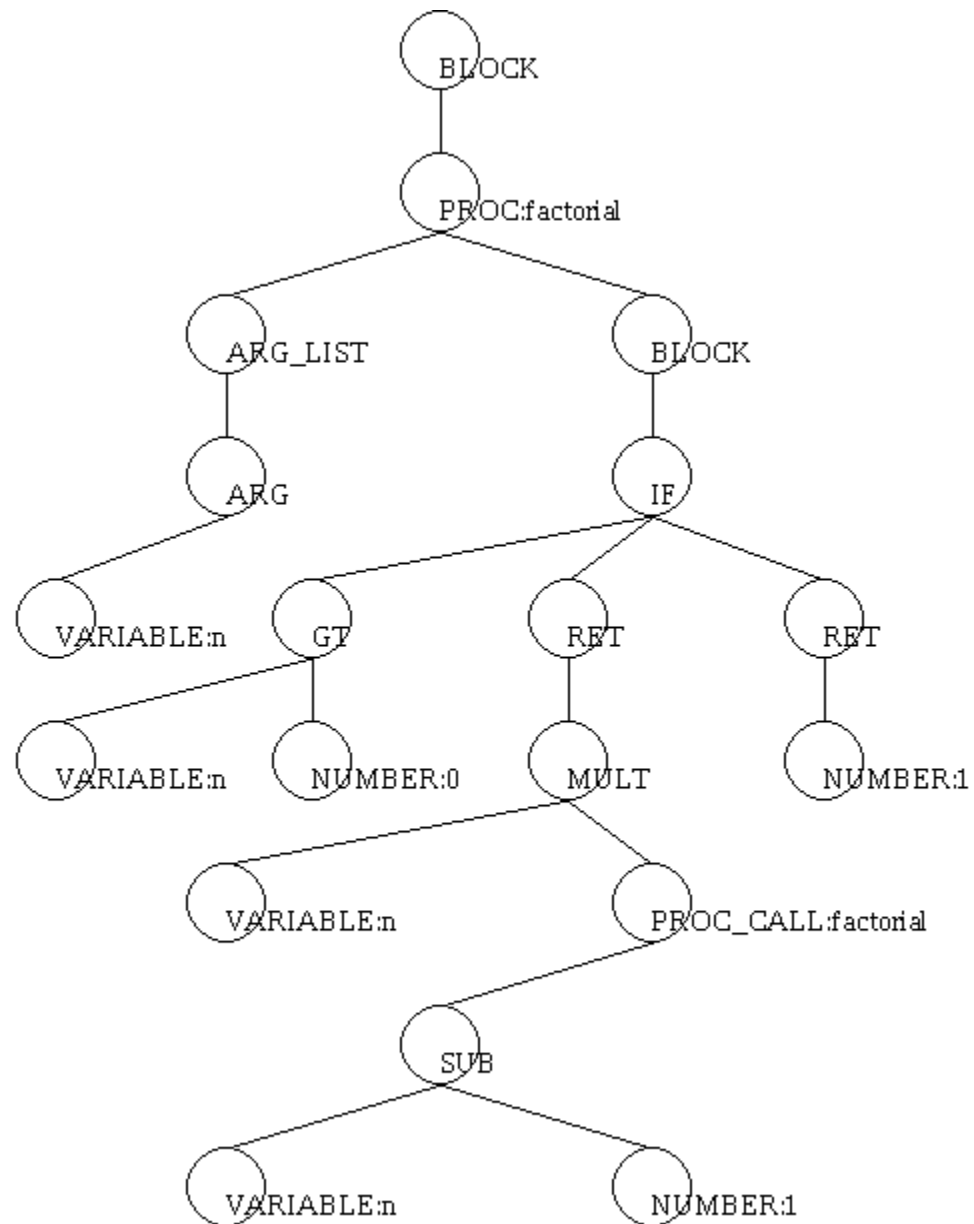 BLOCK
PROC:factorial
ARG_LIST
BLOCK
ARG
IF
VARIABLE:n
GT
RET
RET
VARIABLE:n
NUMBER:0
MULT
NUMBER:1
VARIABLE:n
PROC_CALL:factorial
SUB
VARIABLE:n
NUMBER:1